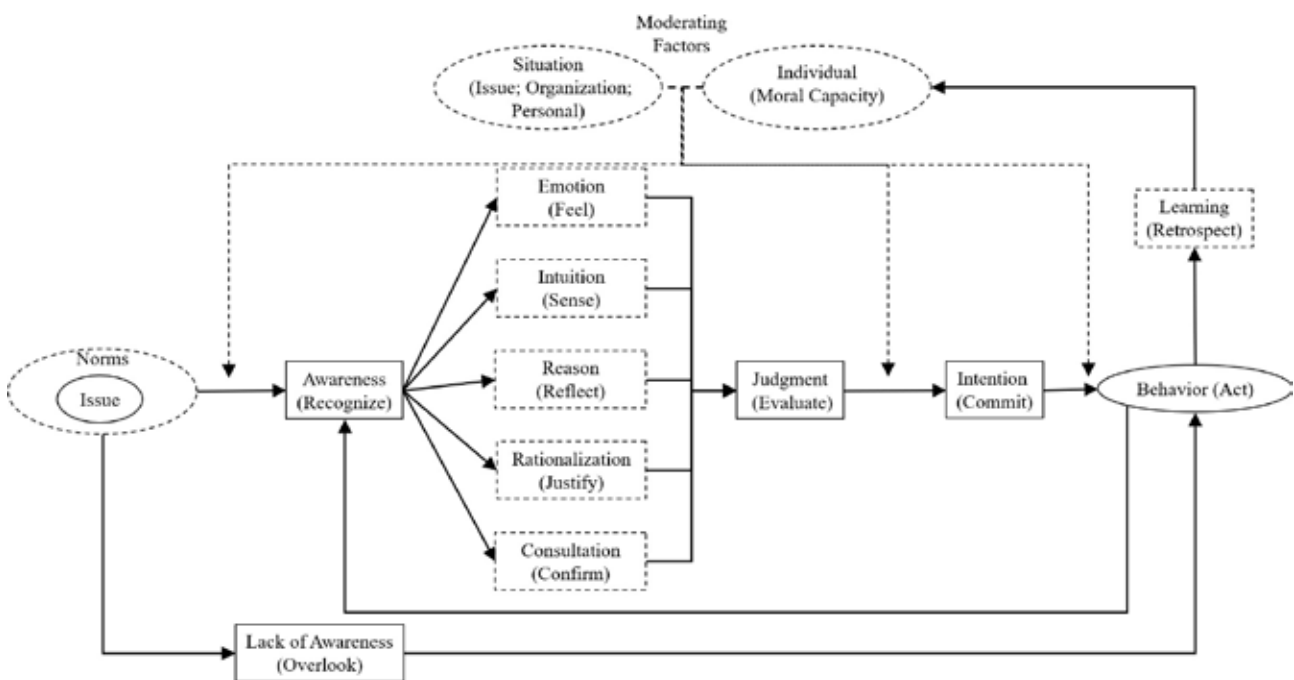 Moderating
Factors
Situation
(Issue; Organization;
Personal)
Individual
(Moral Capacity)
Emotion
(Feel)
Learning
(Retrospect)
Intuition
(Sense)
Norms
Issue
Awareness
(Recognize)
Reason
(Reflect)
Judgment
(Evaluate)
Intention
(Commit)
Behavior (Act)
Rationalization
(Justify)
Consultation
(Confirm)
Lack of Awareness
(Overlook)